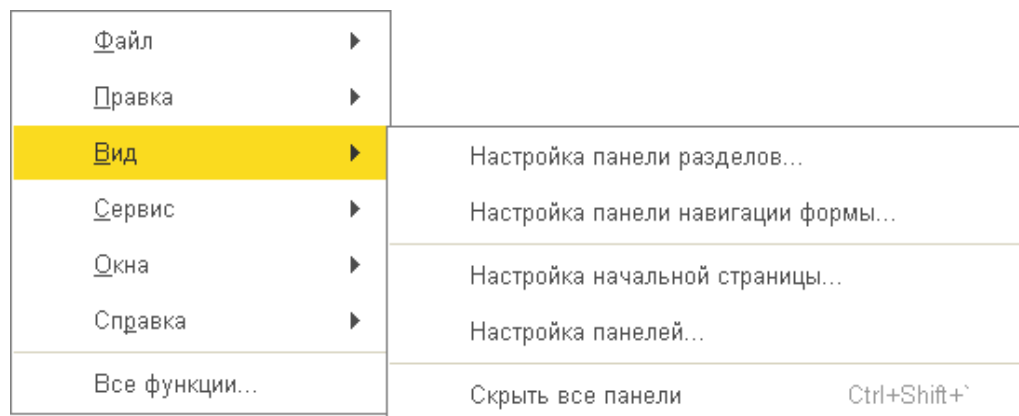 Файл
Правка
Вид
Сервис
Окна
Справка
Все функции...
Настройка панели разделов...
Настройка панели навигации формы...
Настройка начальной страницы...
Настройка панелей...
Скрыть все панели Ctrl+Shift+`